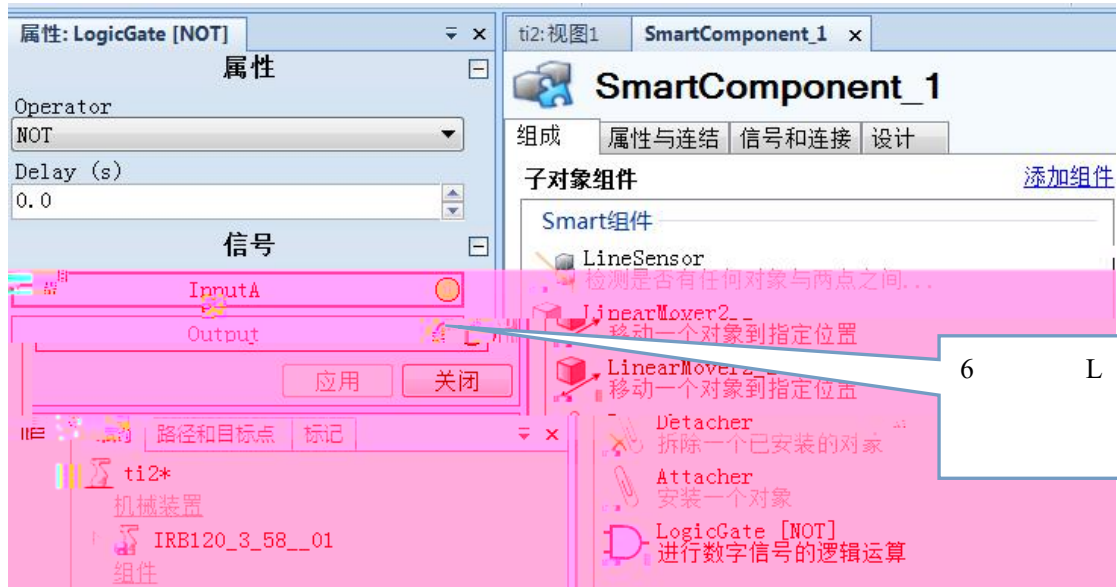 属性: LogicGate [NOT]
属性
Operator
NOT
Delay (s)
0.0
信号
InputA
Output
应用
关闭
路径和目标点
标记
ti2*
机械装置
IRB120_3_58__01
组件
ti2:视图1
SmartComponent_1
SmartComponent_1
组成
属性与连结
信号和连接
设计
子对象组件
添加组件
Smart组件
LineSensor
检测是否有任何对象与两点之间...
LinearMover2_
移动一个对象到指定位置
LinearMover2_
移动一个对象到指定位置
Detacher
拆除一个已安装的对象
Attacher
安装一个对象
LogicGate [NOT]
进行数字信号的逻辑运算
6 L